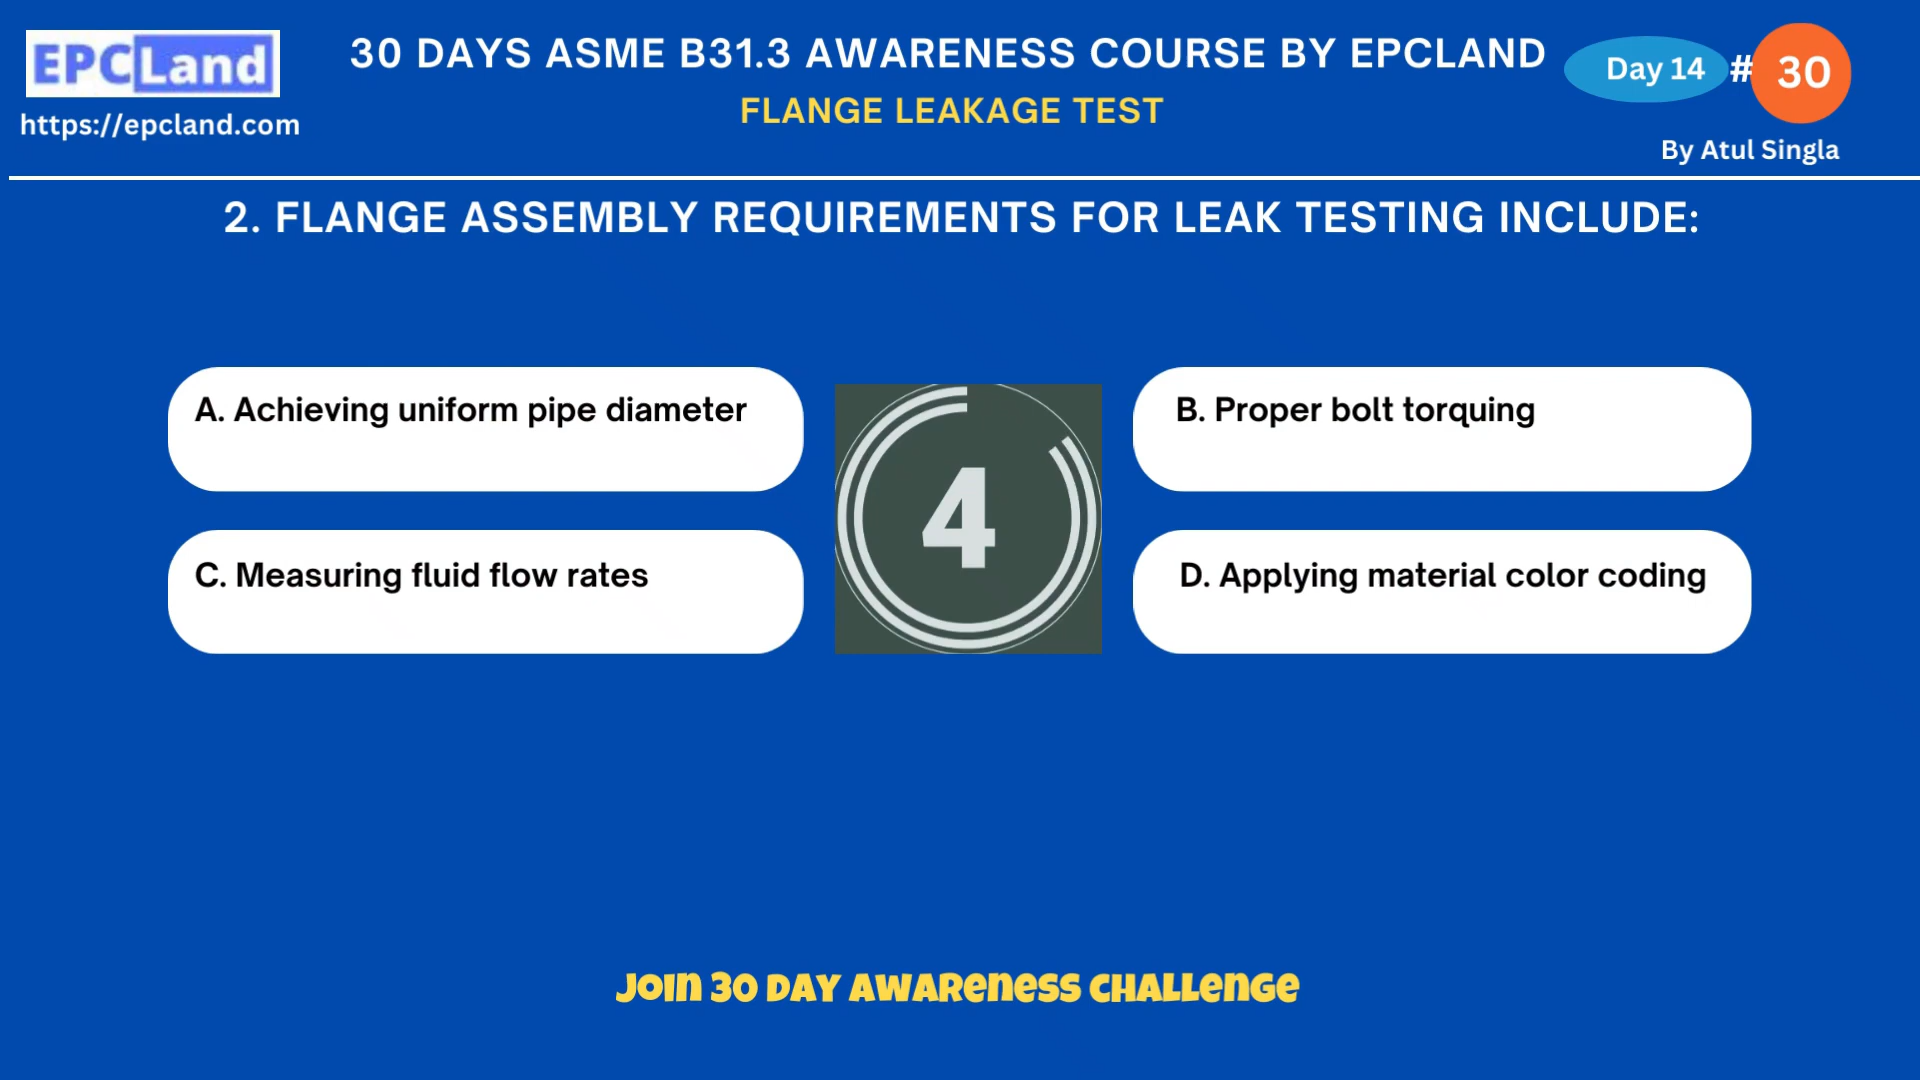 EPCLand
https://epcland.com
30 DAYS ASME B31.3 AWARENESS COURSE BY EPCLAND
FLANGE LEAKAGE TEST
Day 14 # 30
By Atul Singla
2. FLANGE ASSEMBLY REQUIREMENTS FOR LEAK TESTING INCLUDE:
A. Achieving uniform pipe diameter
B. Proper bolt torquing
4
C. Measuring fluid flow rates
D. Applying material color coding
Join 30 Day Awareness Challenge